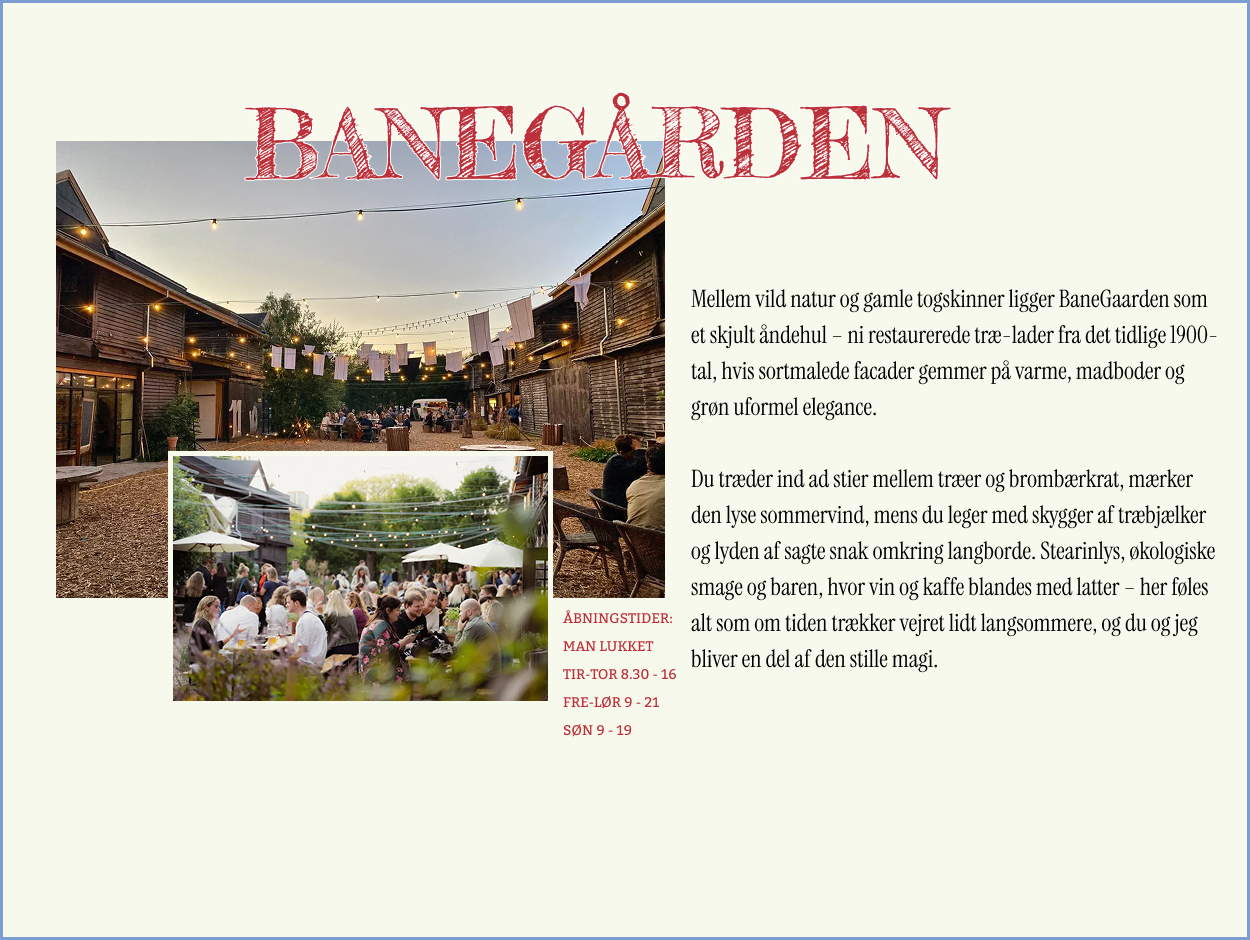 BANEGÅRDEN
Mellem vild natur og gamle togskinner ligger BaneGaarden som
et skjult åndehul – ni restaurerede træ-lader fra det tidlige 1900-
tal, hvis sortmalede facader gemmer på varme, madboder og
grøn uformel elegance.
Du træder ind ad stier mellem træer og brombærkrat, mærker
den lyse sommervind, mens du leger med skygger af træbjælker
og lyden af sagte snak omkring langborde. Stearinlys, økologiske
smage og baren, hvor vin og kaffe blandes med latter – her føles
alt som om tiden trækker vejret lidt langsommere, og du og jeg
bliver en del af den stille magi.
ÅBNINGSTIDER:
MAN LUKKET
TIR-TOR 8.30 - 16
FRE-LØR 9 - 21
SØN 9 - 19